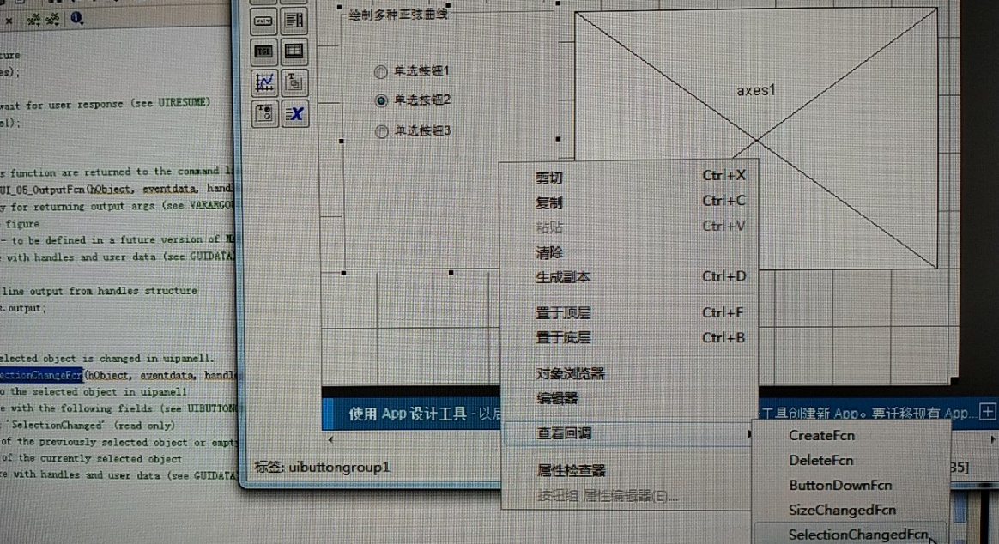 ture
es);
wait for user response (see UIRESUME)
el);
s function are returned to the command l
UI_05_OutputFcn(hObject, eventdata, hand
y for returning output args (see VARARGOU
figure
- to be defined in a future version of MA
with handles and user data (see GUIDATA
line output from handles structure
s.output;
elected object is changed in uipanel1.
ectionChangeFcn(hObject, eventdata, handl
o the selected object in uipanel1
e with the following fields (see UIBUTTONG
'SelectionChanged' (read only)
of the previously selected object or empt
of the currently selected object
re with handles and user data (see GUIDATA
TGL
绘制多种正弦曲线
单选按钮1
单选按钮2
单选按钮3
axes1
剪切 Ctrl+X
复制 Ctrl+C
粘贴 Ctrl+V
清除
生成副本 Ctrl+D
置于顶层 Ctrl+F
置于底层 Ctrl+B
对象浏览器
编辑器
查看回调
属性检查器
按钮组 属性编辑器(E)...
使用 App 设计工具 - 以后
工具创建新 App。要迁移现有 App...
标签: uibuttongroup1
35]
CreateFcn
DeleteFcn
ButtonDownFcn
SizeChangedFcn
SelectionChangedFcn